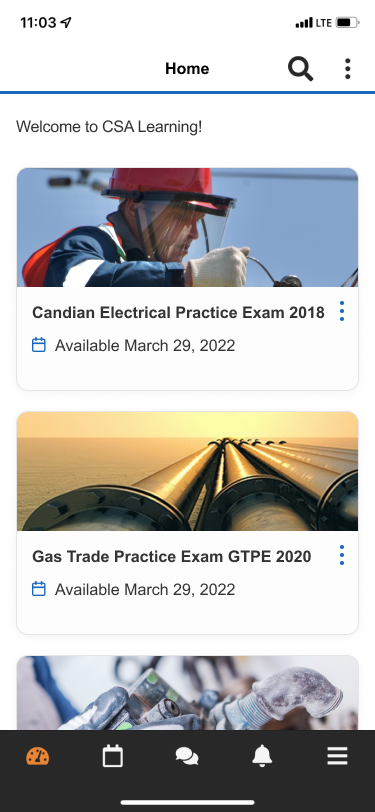 11:03
LTE
Home
Welcome to CSA Learning!
Candian Electrical Practice Exam 2018
Available March 29, 2022
Gas Trade Practice Exam GTPE 2020
Available March 29, 2022